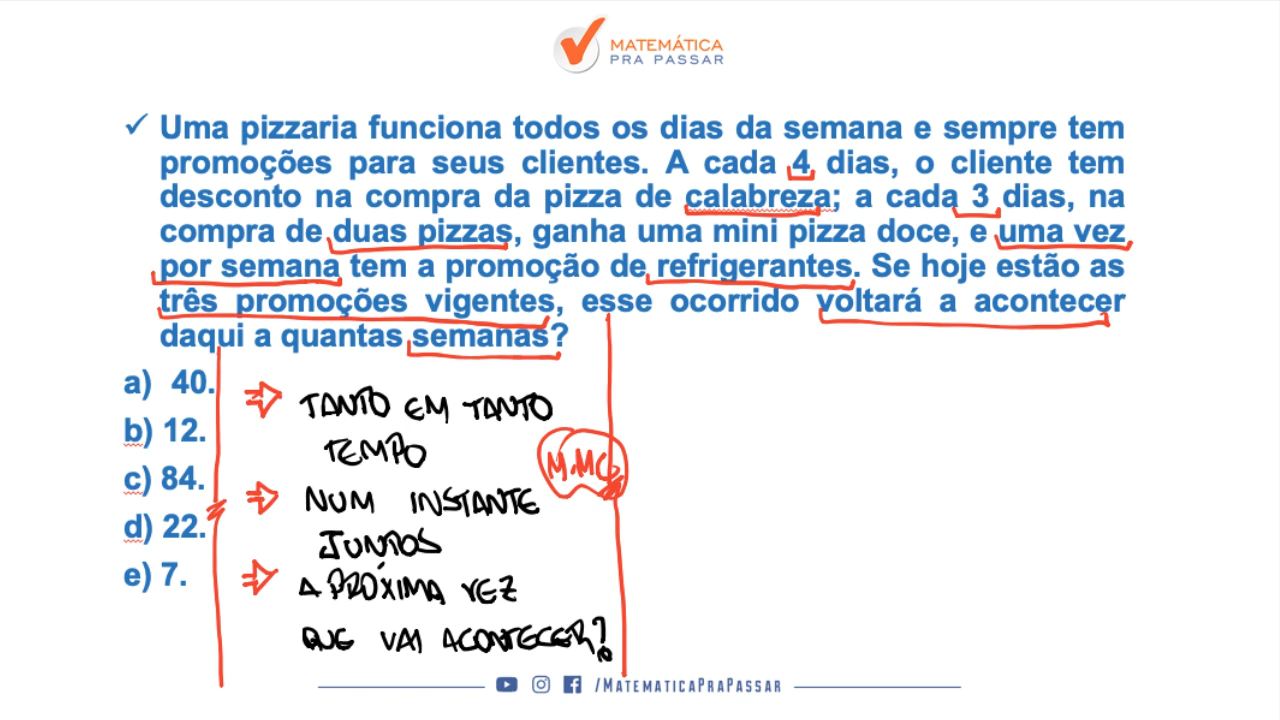 MATEMÁTICA
PRA PASSAR
✓ Uma pizzaria funciona todos os dias da semana e sempre tem
promoções para seus clientes. A cada 4 dias, o cliente tem
desconto na compra da pizza de calabreza; a cada 3 dias, na
compra de duas pizzas, ganha uma mini pizza doce, e uma vez
por semana tem a promoção de refrigerantes. Se hoje estão as
três promoções vigentes, esse ocorrido voltará a acontecer
daqui a quantas semanas?
a) 40.
b) 12.
c) 84.
d) 22.
e) 7.
⇒ TANTO EM TANTO
TEMPO
M.MC
⇒ NUM INSTANTE
JUNTOS
⇒ A PRÓXIMA VEZ
QUE VAI ACONTECER?
/MATEMATICAPRAPASSAR